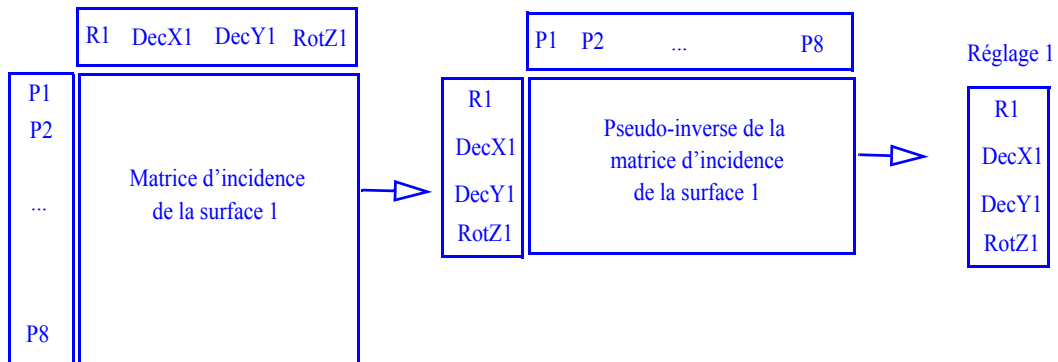 R1 DecX1 DecY1 RotZ1
P1
P2
...
P8
Matrice d’incidence
de la surface 1
P1 P2 ... P8
R1
DecX1
DecY1
RotZ1
Pseudo-inverse de la
matrice d’incidence
de la surface 1
Réglage 1
R1
DecX1
DecY1
RotZ1